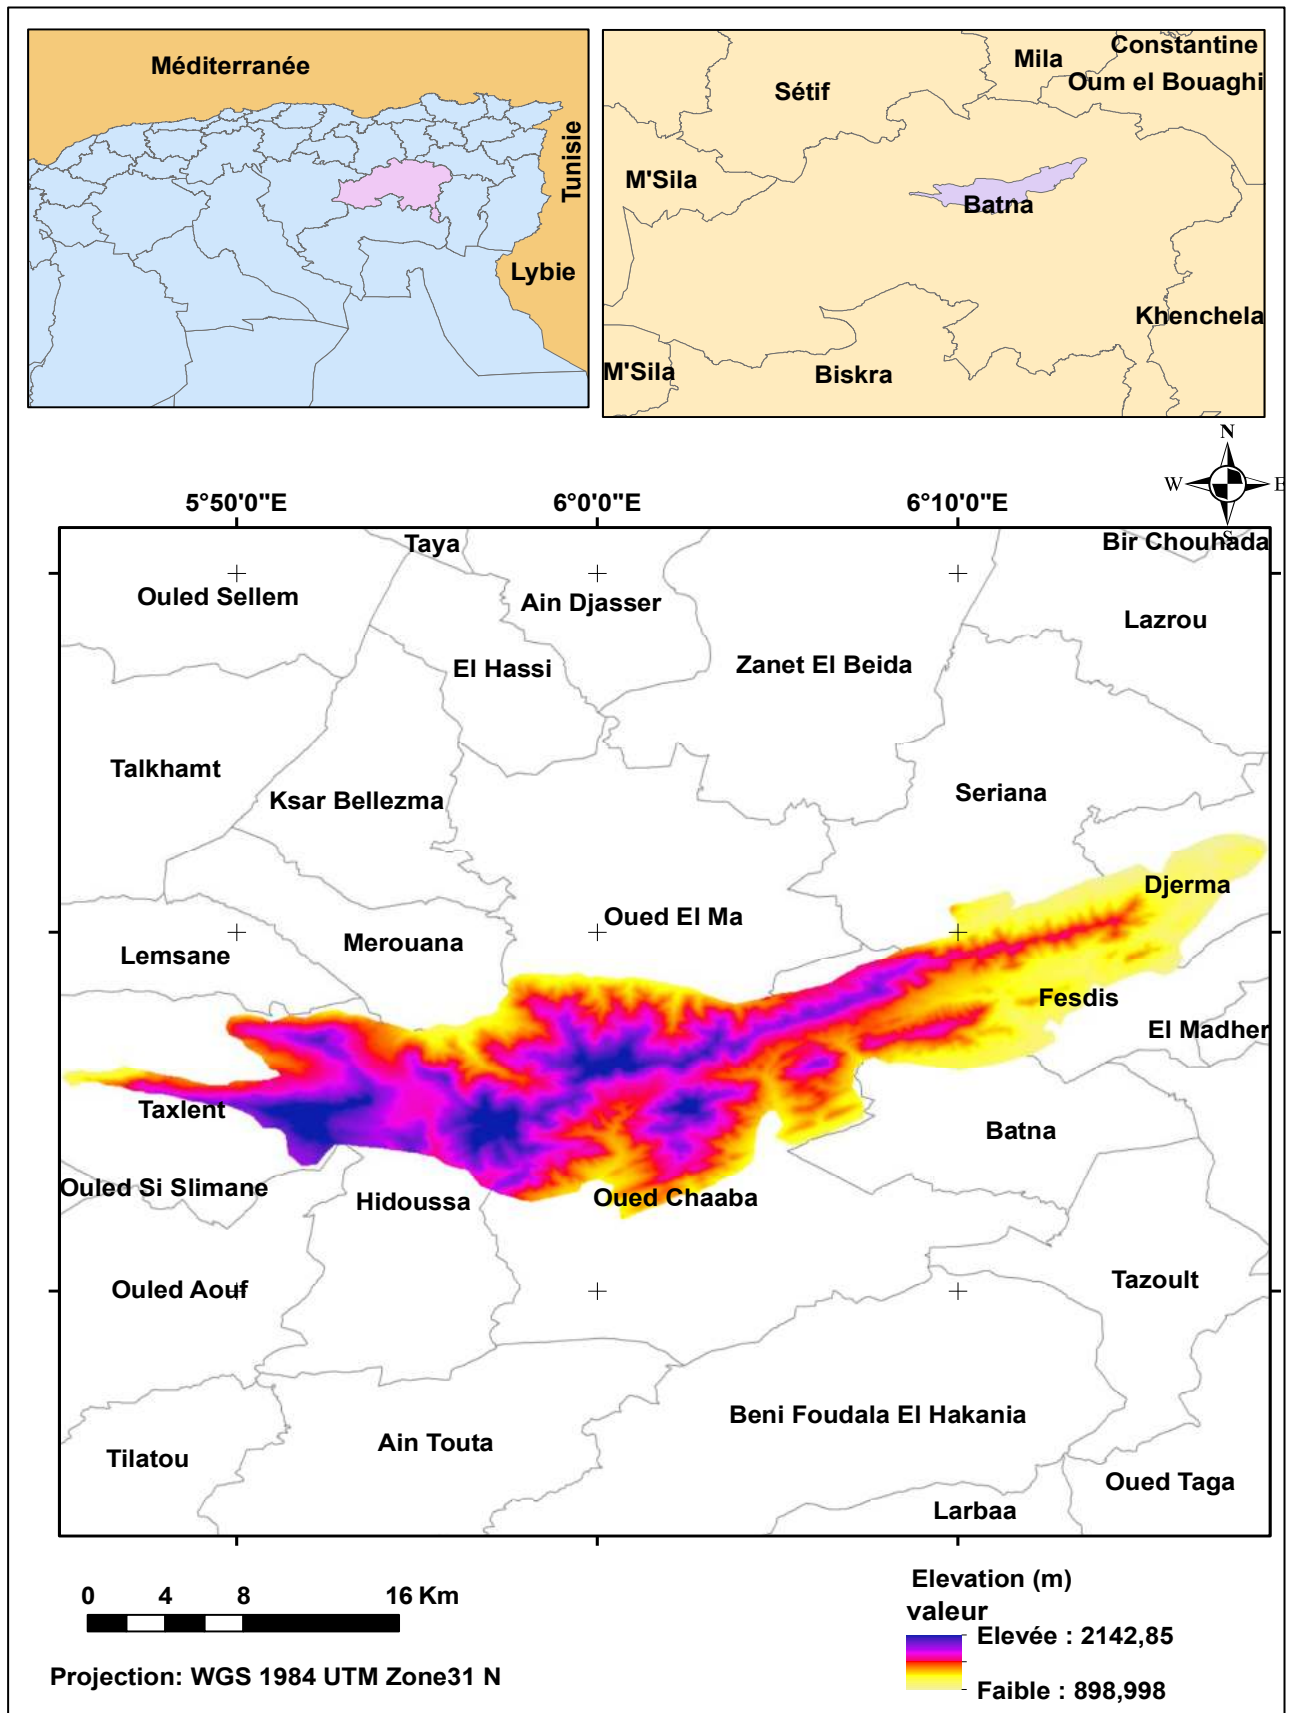 Méditerranée
Tunisie
Lybie
Constantine
Mila
Oum el Bouaghi
Sétif
M'Sila
Batna
Khenchela
M'Sila
Biskra
N
W
E
S
5°50'0"E
6°0'0"E
6°10'0"E
Taya
Bir Chouhada
Ouled Sellem
Ain Djasser
Lazrou
El Hassi
Zanet El Beida
Talkhamt
Ksar Bellezma
Seriana
Djerma
Oued El Ma
Merouana
Lemsane
Fesdis
El Madher
Taxlent
Batna
Ouled Si Slimane
Hidoussa
Oued Chaaba
Ouled Aouf
Tazoult
Beni Foudala El Hakania
Ain Touta
Tilatou
Oued Taga
Larbaa
0 4 8 16 Km
Projection: WGS 1984 UTM Zone31 N
Elevation (m)
valeur
Elevée : 2142,85
Faible : 898,998